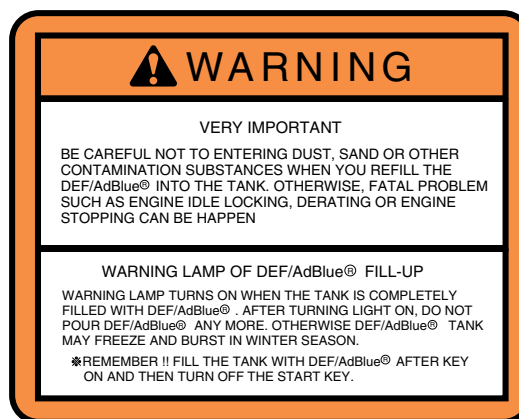 WARNING
VERY IMPORTANT
BE CAREFUL NOT TO ENTERING DUST, SAND OR OTHER
CONTAMINATION SUBSTANCES WHEN YOU REFILL THE
DEF/AdBlue® INTO THE TANK. OTHERWISE, FATAL PROBLEM
SUCH AS ENGINE IDLE LOCKING, DERATING OR ENGINE
STOPPING CAN BE HAPPEN
WARNING LAMP OF DEF/AdBlue® FILL-UP
WARNING LAMP TURNS ON WHEN THE TANK IS COMPLETELY
FILLED WITH DEF/AdBlue® . AFTER TURNING LIGHT ON, DO NOT
POUR DEF/AdBlue® ANY MORE. OTHERWISE DEF/AdBlue® TANK
MAY FREEZE AND BURST IN WINTER SEASON.
※REMEMBER !! FILL THE TANK WITH DEF/AdBlue® AFTER KEY
ON AND THEN TURN OFF THE START KEY.